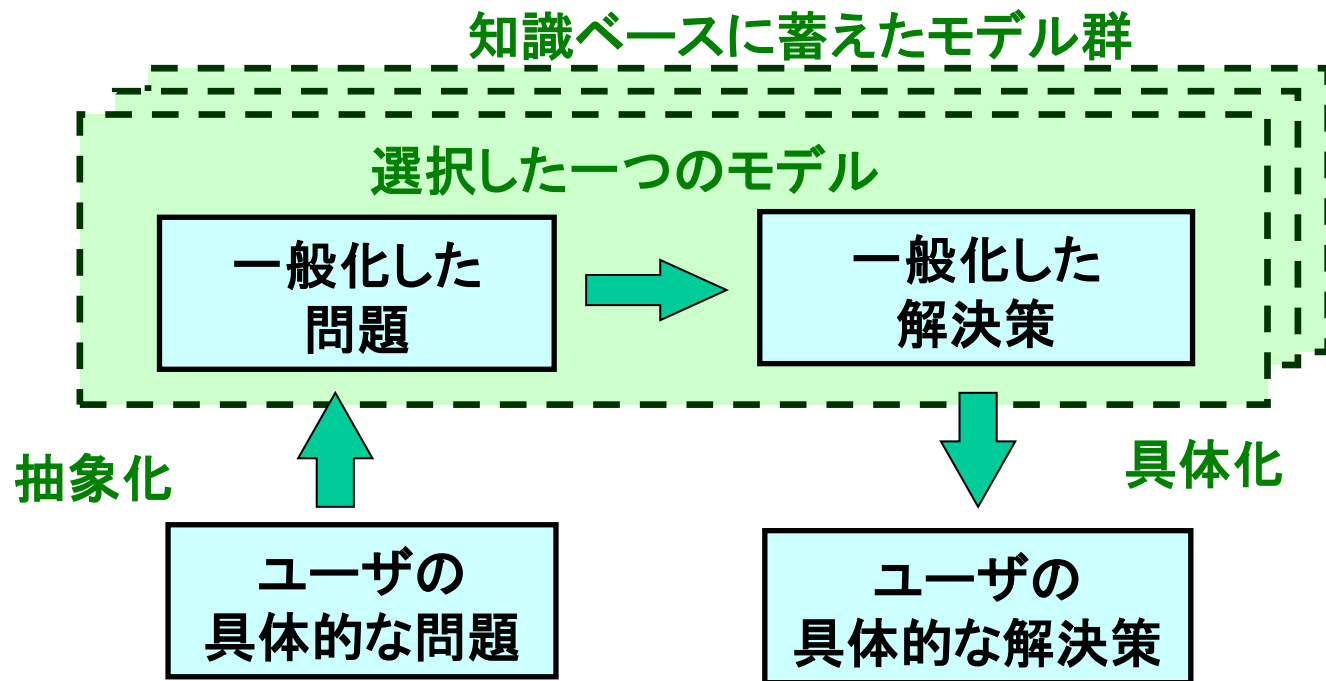 知識ベースに蓄えたモデル群
選択した一つのモデル
一般化した
問題
一般化した
解決策
抽象化
具体化
ユーザの
具体的な問題
ユーザの
具体的な解決策